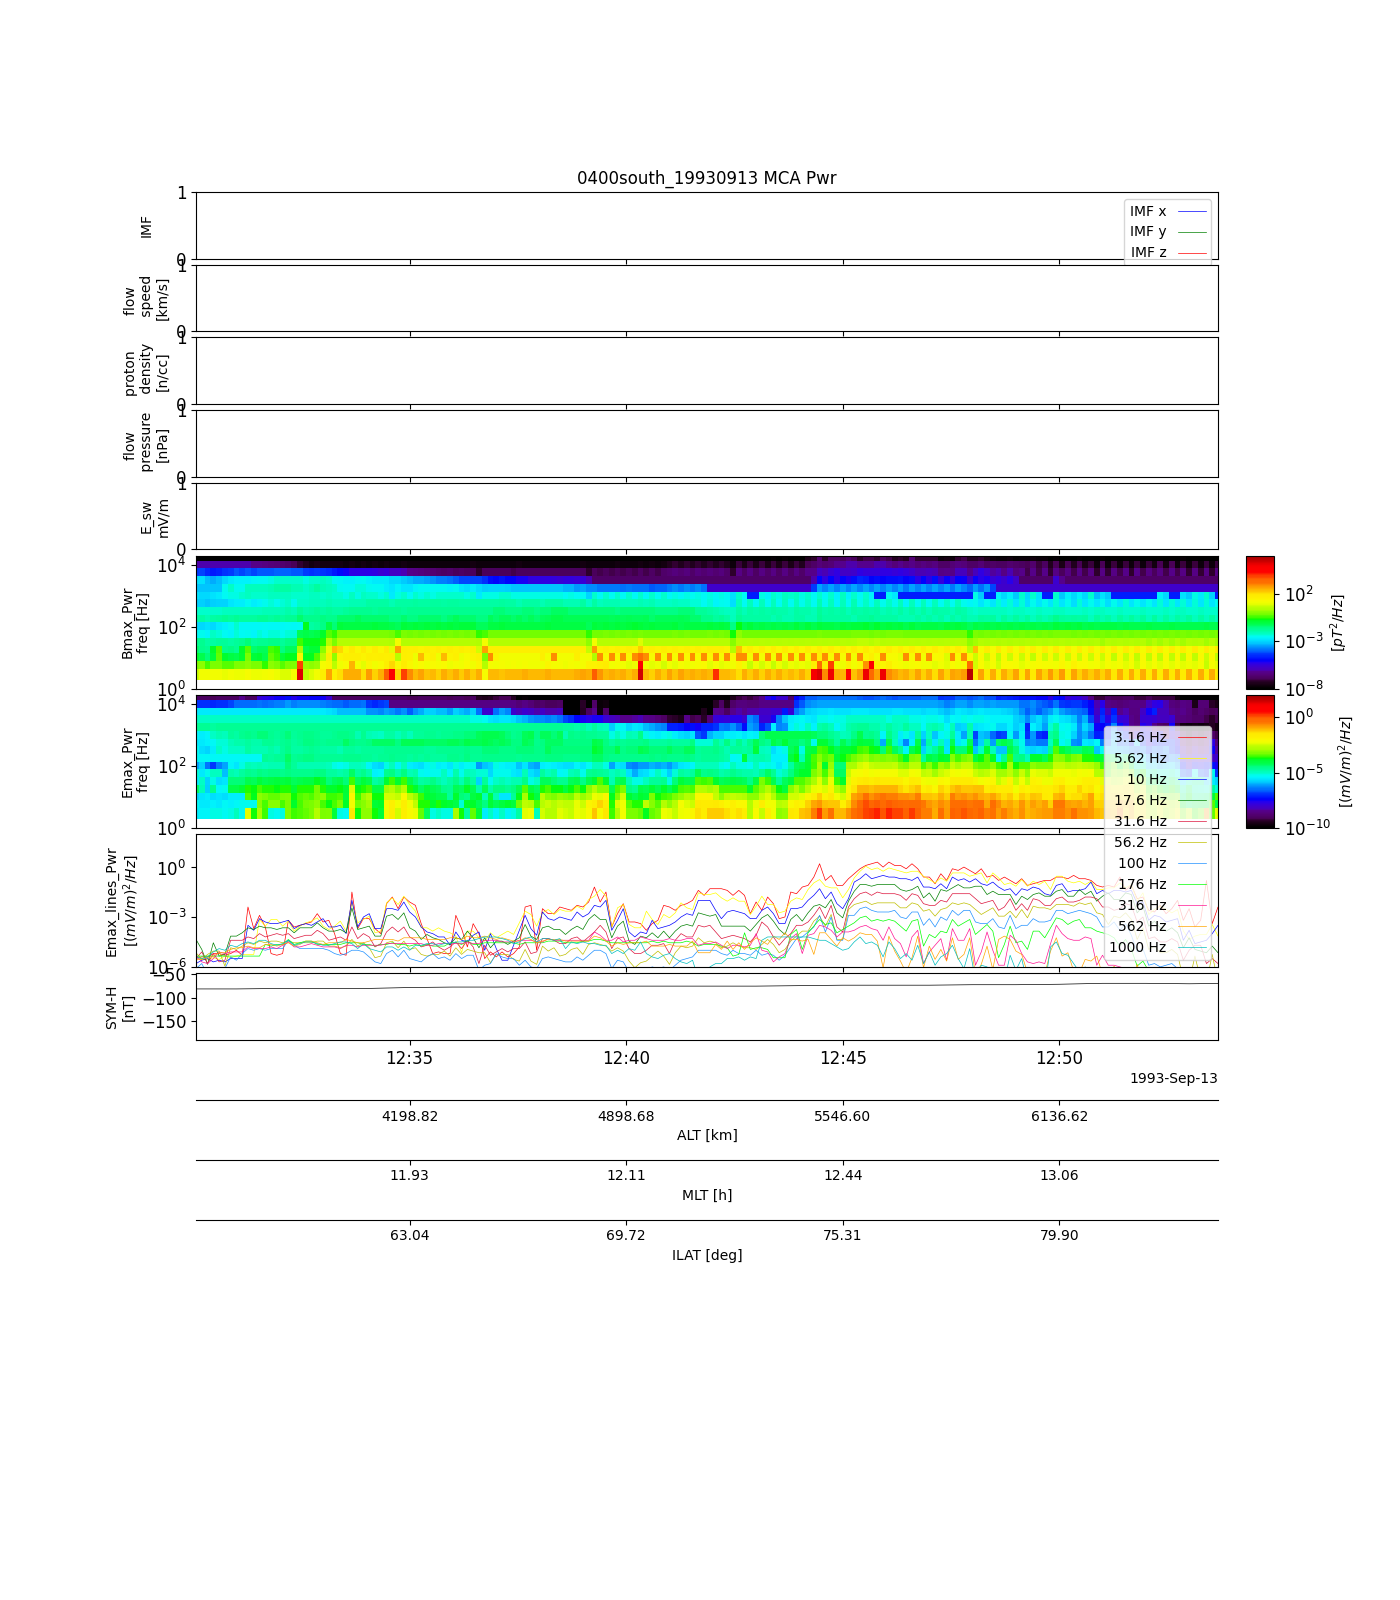 0400south_19930913 MCA Pwr
1
IMF
0
IMF x
IMF y
IMF z
1
flow
speed
[km/s]
0
1
proton
density
[n/cc]
0
1
flow
pressure
[nPa]
0
1
E_sw
mV/m
0
10^4
10^2
10^0
Bmax_Pwr
freq [Hz]
10^2
10^-3
10^-8
[pT^2/Hz]
10^4
10^2
10^0
Emax_Pwr
freq [Hz]
10^0
10^-5
10^-10
[(mV/m)^2/Hz]
3.16 Hz
5.62 Hz
10 Hz
17.6 Hz
31.6 Hz
56.2 Hz
100 Hz
176 Hz
316 Hz
562 Hz
1000 Hz
10^0
10^-3
10^-6
Emax_lines_Pwr
[(mV/m)^2/Hz]
−50
−100
−150
SYM-H
[nT]
12:35 12:40 12:45 12:50
1993-Sep-13
4198.82 4898.68 5546.60 6136.62
ALT [km]
11.93 12.11 12.44 13.06
MLT [h]
63.04 69.72 75.31 79.90
ILAT [deg]